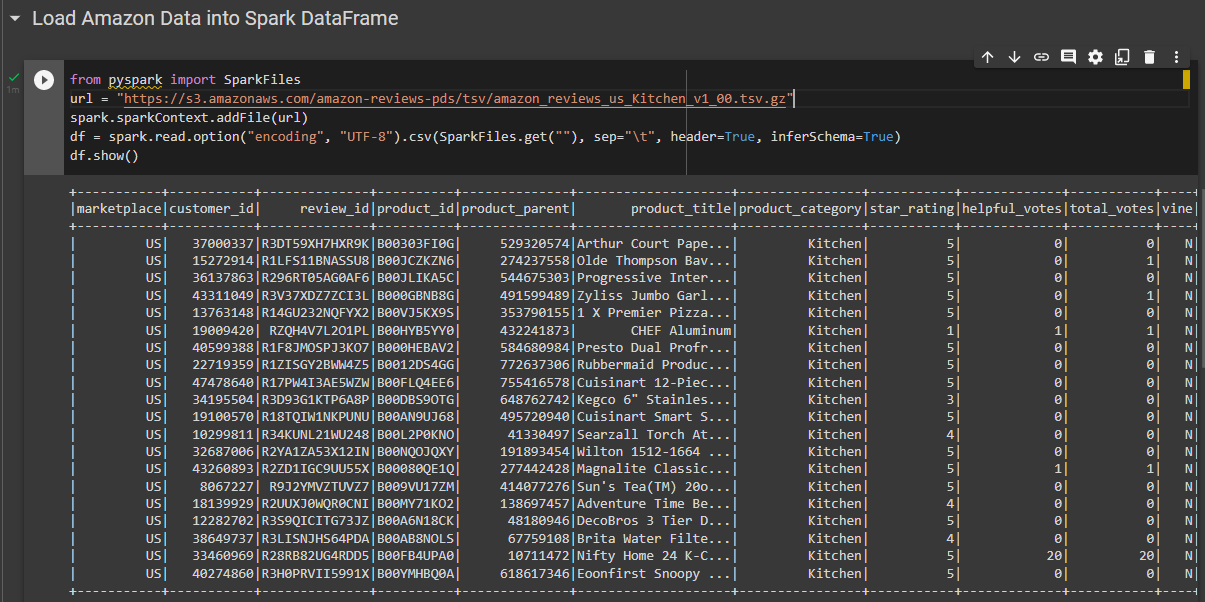 Load Amazon Data into Spark DataFrame
1m
from pyspark import SparkFiles
url = "https://s3.amazonaws.com/amazon-reviews-pds/tsv/amazon_reviews_us_Kitchen_v1_00.tsv.gz"
spark.sparkContext.addFile(url)
df = spark.read.option("encoding", "UTF-8").csv(SparkFiles.get(""), sep="\t", header=True, inferSchema=True)
df.show()
+-----------+-----------+--------------+----------+--------------+--------------------+----------------+-----------+-------------+-----------+----+
|marketplace|customer_id|     review_id|product_id|product_parent|       product_title|product_category|star_rating|helpful_votes|total_votes|vine|
+-----------+-----------+--------------+----------+--------------+--------------------+----------------+-----------+-------------+-----------+----+
|         US|   37000337|R3DT59XH7HXR9K|B00303FI0G|     529320574|Arthur Court Pape...|         Kitchen|          5|            0|          0|   N|
|         US|   15272914|R1LFS11BNASSU8|B00JCZKZN6|     274237558|Olde Thompson Bav...|         Kitchen|          5|            0|          1|   N|
|         US|   36137863|R296RT05AG0AF6|B00JLIKA5C|     544675303|Progressive Inter...|         Kitchen|          5|            0|          0|   N|
|         US|   43311049|R3V37XDZ7ZCI3L|B000GBNB8G|     491599489|Zyliss Jumbo Garl...|         Kitchen|          5|            0|          1|   N|
|         US|   13763148|R14GU232NQFYX2|B00VJ5KX9S|     353790155|1 X Premier Pizza...|         Kitchen|          5|            0|          0|   N|
|         US|   19009420| RZQH4V7L2O1PL|B00HYB5YY0|     432241873|       CHEF Aluminum|         Kitchen|          1|            1|          1|   N|
|         US|   40599388|R1F8JMOSPJ3KO7|B000HEBAV2|     584680984|Presto Dual Profr...|         Kitchen|          5|            0|          0|   N|
|         US|   22719359|R1ZISGY2BWW4Z5|B0012DS4GG|     772637306|Rubbermaid Produc...|         Kitchen|          5|            0|          0|   N|
|         US|   47478640|R17PW4I3AE5WZW|B00FLQ4EE6|     755416578|Cuisinart 12-Piec...|         Kitchen|          5|            0|          0|   N|
|         US|   34195504|R3D93G1KTP6A8P|B00DBS9OTG|     648762742|Kegco 6" Stainles...|         Kitchen|          3|            0|          0|   N|
|         US|   19100570|R18TQIW1NKPUNU|B00AN9UJ68|     495720940|Cuisinart Smart S...|         Kitchen|          5|            0|          0|   N|
|         US|   10299811|R34KUNL21WU248|B00L2P0KNO|      41330497|Searzall Torch At...|         Kitchen|          4|            0|          0|   N|
|         US|   32687006|R2YA1ZA53X12IN|B00NQOJQXY|     191893454|Wilton 1512-1664 ...|         Kitchen|          5|            0|          0|   N|
|         US|   43260893|R2ZD1IGC9UU55X|B00080QE1Q|     277442428|Magnalite Classic...|         Kitchen|          5|            1|          1|   N|
|         US|    8067227| R9J2YMVZTUVZ7|B009VU17ZM|     414077276|Sun's Tea(TM) 20o...|         Kitchen|          5|            0|          0|   N|
|         US|   18139929|R2UUXJ0WQR0CNI|B00MY71KO2|     138697457|Adventure Time Be...|         Kitchen|          4|            0|          0|   N|
|         US|   12282702|R3S9QICITG73JZ|B00A6N18CK|      48180946|DecoBros 3 Tier D...|         Kitchen|          5|            0|          0|   N|
|         US|   38649737|R3LISNJHS64PDA|B00AB8NOLS|      67759108|Brita Water Filte...|         Kitchen|          4|            0|          0|   N|
|         US|   33460969|R28RB82UG4RDD5|B00FB4UPA0|      10711472|Nifty Home 24 K-C...|         Kitchen|          5|           20|         20|   N|
|         US|   40274860|R3H0PRVII5991X|B00YMHBQ0A|     618617346|Eoonfirst Snoopy ...|         Kitchen|          5|            0|          0|   N|
+-----------+-----------+--------------+----------+--------------+--------------------+----------------+-----------+-------------+-----------+----+